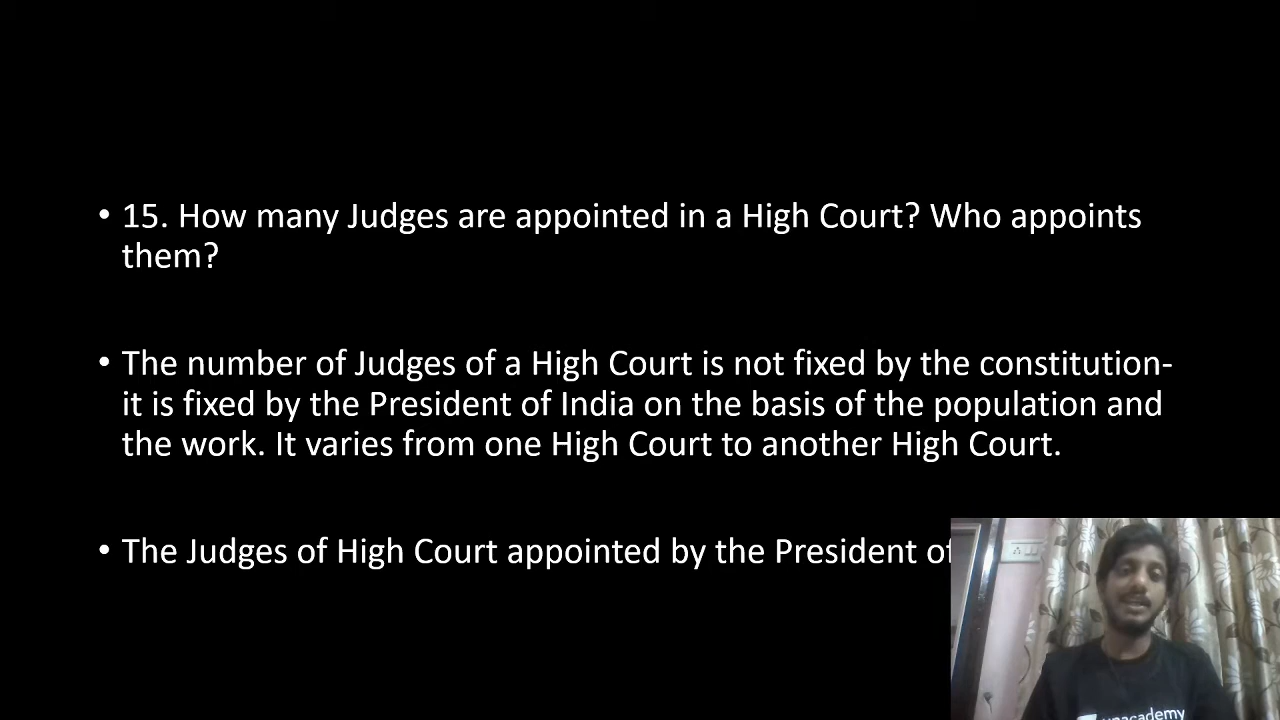 • 15. How many Judges are appointed in a High Court? Who appoints
them?
• The number of Judges of a High Court is not fixed by the constitution-
it is fixed by the President of India on the basis of the population and
the work. It varies from one High Court to another High Court.
• The Judges of High Court appointed by the President of
unacademy